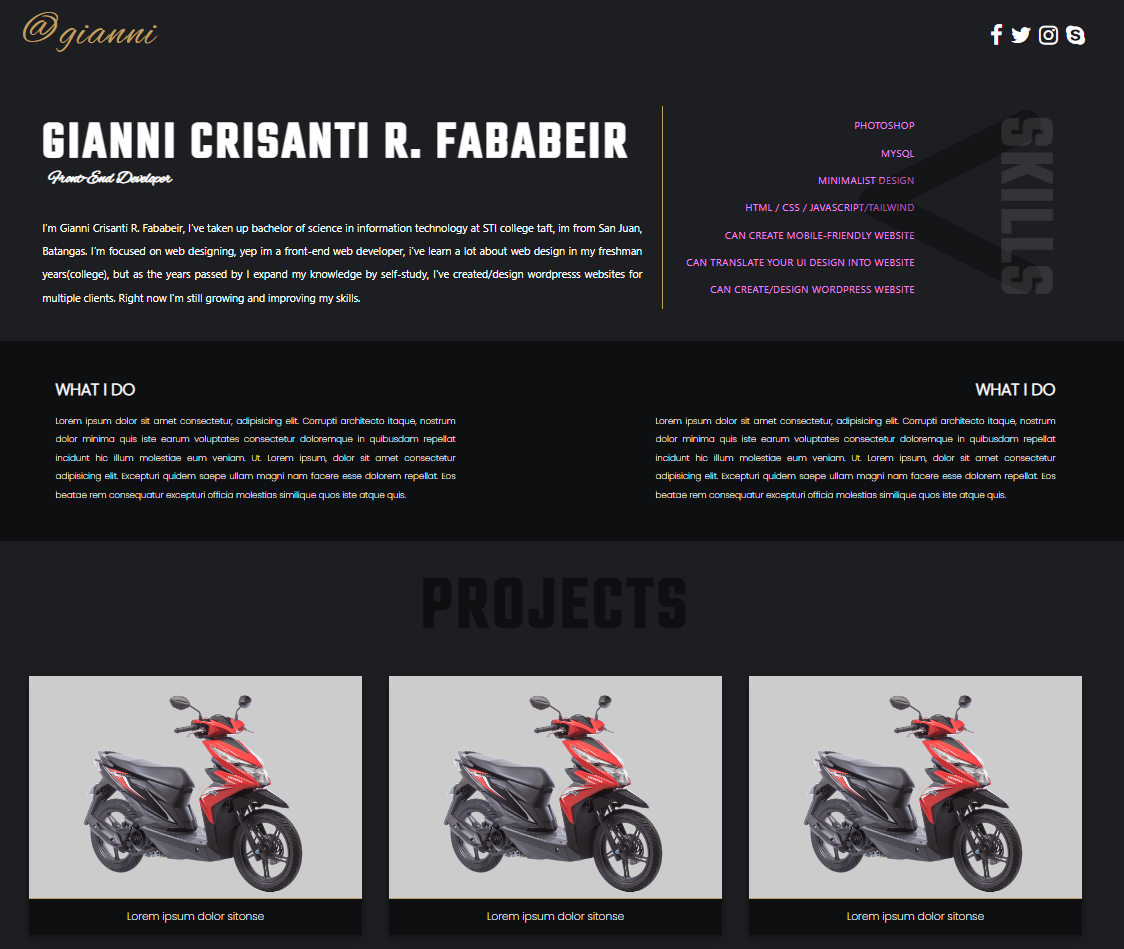 @gianni
GIANNI CRISANTI R. FABABEIR
Front-End Developer
I'm Gianni Crisanti R. Fababeir, I've taken up bachelor of science in information technology at STI college taft, im from San Juan,
Batangas. I'm focused on web designing, yep im a front-end web developer, i've learn a lot about web design in my freshman
years(college), but as the years passed by I expand my knowledge by self-study, I've created/design wordpresss websites for
multiple clients. Right now I'm still growing and improving my skills.
PHOTOSHOP
MYSQL
MINIMALIST DESIGN
HTML / CSS / JAVASCRIPT/TAILWIND
CAN CREATE MOBILE-FRIENDLY WEBSITE
CAN TRANSLATE YOUR UI DESIGN INTO WEBSITE
CAN CREATE/DESIGN WORDPRESS WEBSITE
SKILLS
WHAT I DO
Lorem ipsum dolor sit amet consectetur, adipisicing elit. Corrupti architecto itaque, nostrum
dolor minima quis iste earum voluptates consectetur doloremque in quibusdam repellat
incidunt hic illum molestiae eum veniam. Ut. Lorem ipsum, dolor sit amet consectetur
adipisicing elit. Excepturi quidem saepe ullam magni nam facere esse dolorem repellat. Eos
beatae rem consequatur excepturi officia molestias similique quos iste atque quis.
WHAT I DO
Lorem ipsum dolor sit amet consectetur, adipisicing elit. Corrupti architecto itaque, nostrum
dolor minima quis iste earum voluptates consectetur doloremque in quibusdam repellat
incidunt hic illum molestiae eum veniam. Ut. Lorem ipsum, dolor sit amet consectetur
adipisicing elit. Excepturi quidem saepe ullam magni nam facere esse dolorem repellat. Eos
beatae rem consequatur excepturi officia molestias similique quos iste atque quis.
PROJECTS
Lorem ipsum dolor sitonse
Lorem ipsum dolor sitonse
Lorem ipsum dolor sitonse